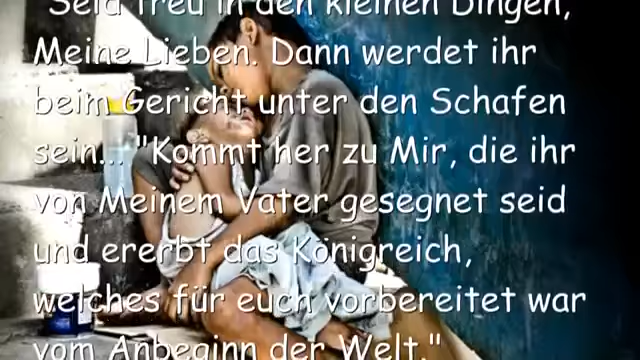 "Seid treu in den kleinen Dingen,
Meine Lieben. Dann werdet ihr
beim Gericht unter den Schafen
sein... "Kommt her zu Mir, die ihr
von Meinem Vater gesegnet seid
und ererbt das Königreich,
welches für euch vorbereitet war
vom Anbeginn der Welt."